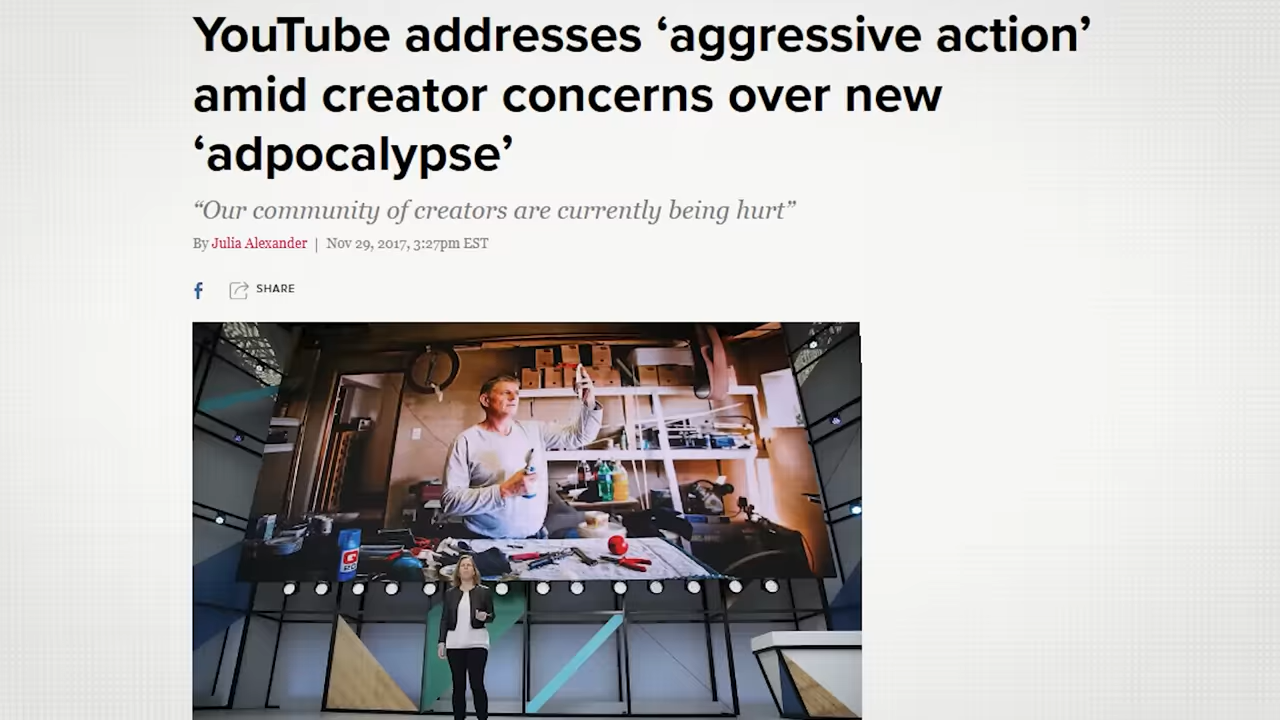 YouTube addresses ‘aggressive action’
amid creator concerns over new
‘adpocalypse’
“Our community of creators are currently being hurt”
By Julia Alexander | Nov 29, 2017, 3:27pm EST
f SHARE